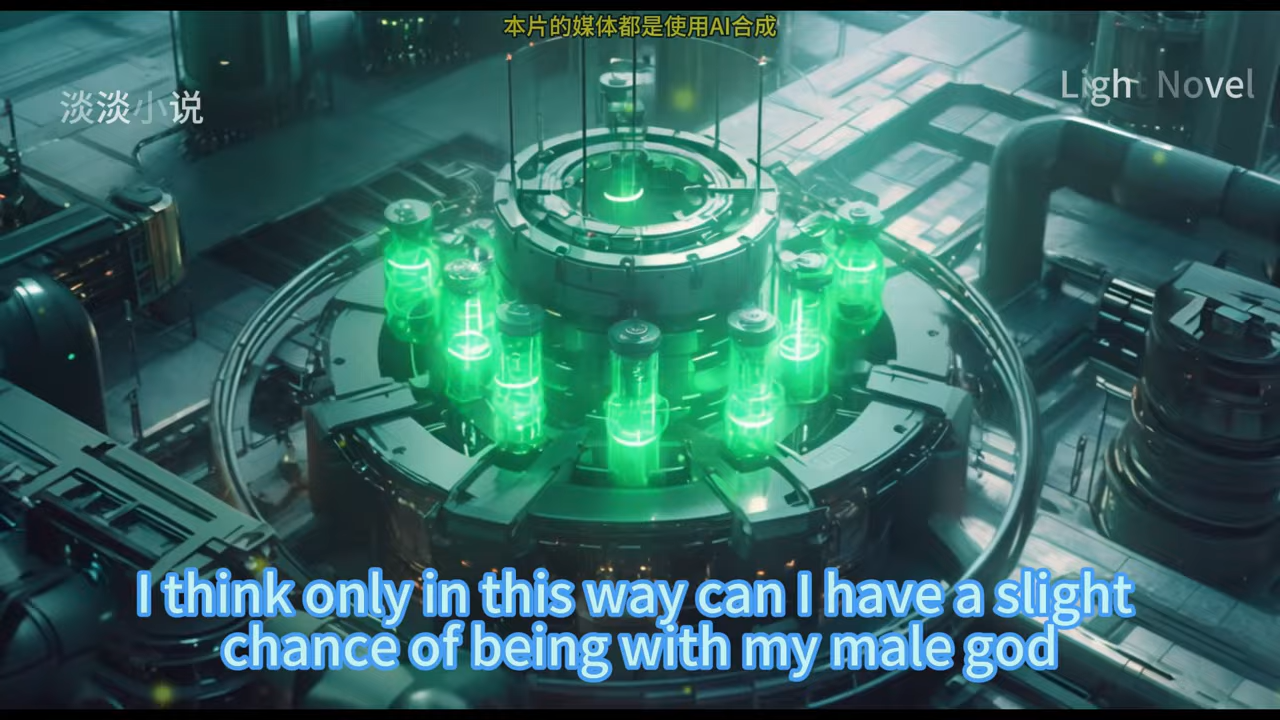 本片的媒体都是使用AI合成
淡淡小说
Light Novel
I think only in this way can I have a slight
chance of being with my male god